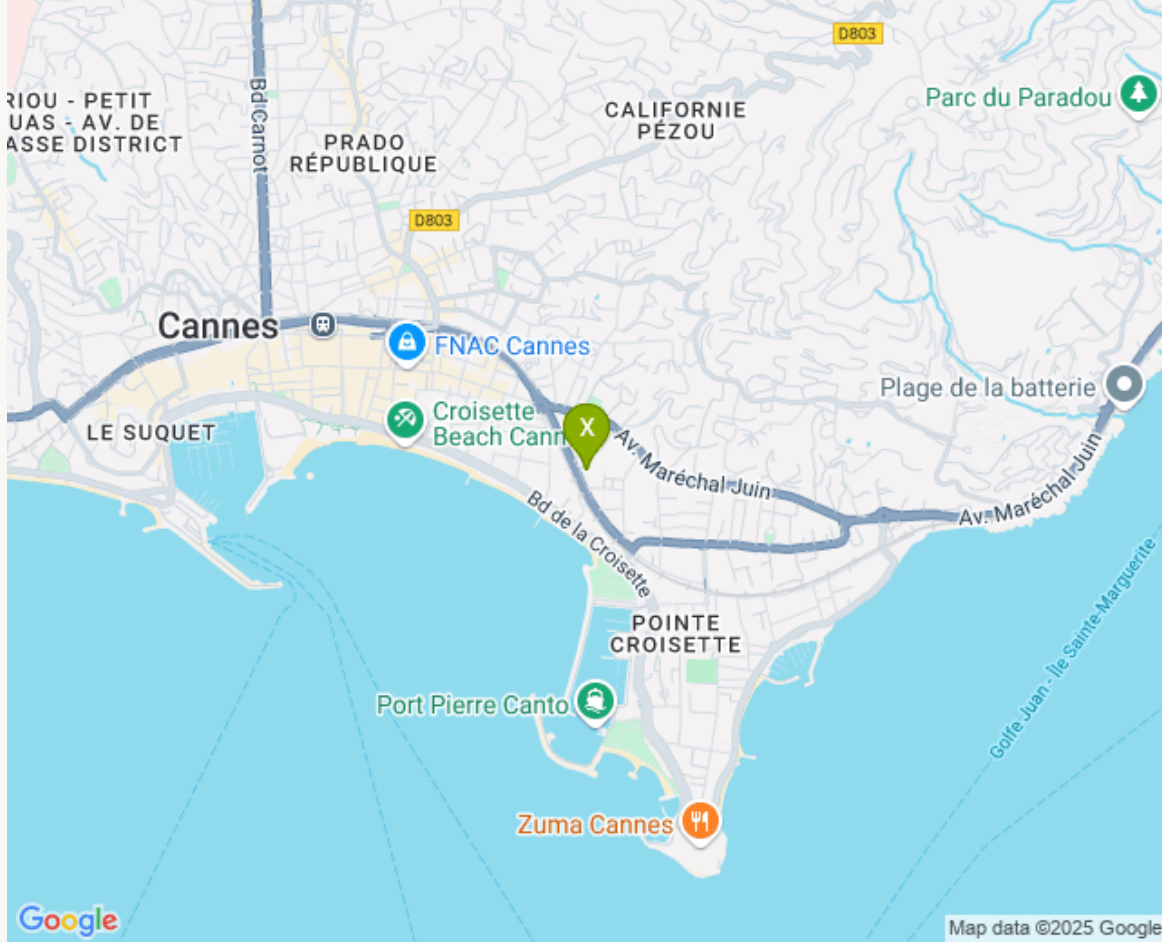 D803
RIOU - PETIT
UAS - AV. DE
ASSE DISTRICT
Bd Carnot
PRADO
RÉPUBLIQUE
CALIFORNIE
PÉZOU
Parc du Paradou
D803
Cannes
FNAC Cannes
Plage de la batterie
LE SUQUET
Croisette
Beach Cann
X
Av. Maréchal Juin
Av. Maréchal Juin
Bd de la Croisette
Golfe Juan - Île Sainte-Marguerite
POINTE
CROISETTE
Port Pierre Canto
Zuma Cannes
Google
Map data ©2025 Google